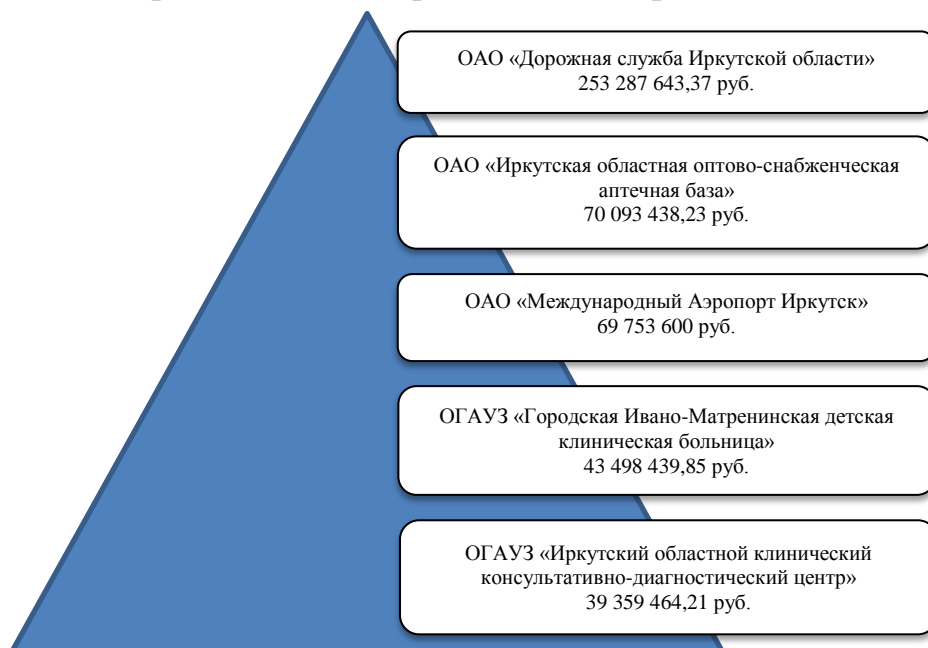 ОАО «Дорожная служба Иркутской области»
253 287 643,37 руб.
ОАО «Иркутская областная оптово-снабженческая
аптечная база»
70 093 438,23 руб.
ОАО «Международный Аэропорт Иркутск»
69 753 600 руб.
ОГАУЗ «Городская Ивано-Матренинская детская
клиническая больница»
43 498 439,85 руб.
ОГАУЗ «Иркутский областной клинический
консультативно-диагностический центр»
39 359 464,21 руб.